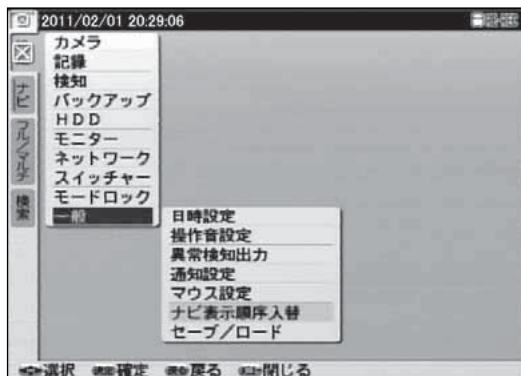 2011/02/01 20:29:06
カメラ
記録
検知
バックアップ
HDD
モニター
ネットワーク
スイッチャー
モードロック
一般
ナビ
フル/マルチ
検索
日時設定
操作音設定
異常検知出力
通知設定
マウス設定
ナビ表示順序入替
セーブ/ロード
選択 確定 戻る 閉じる